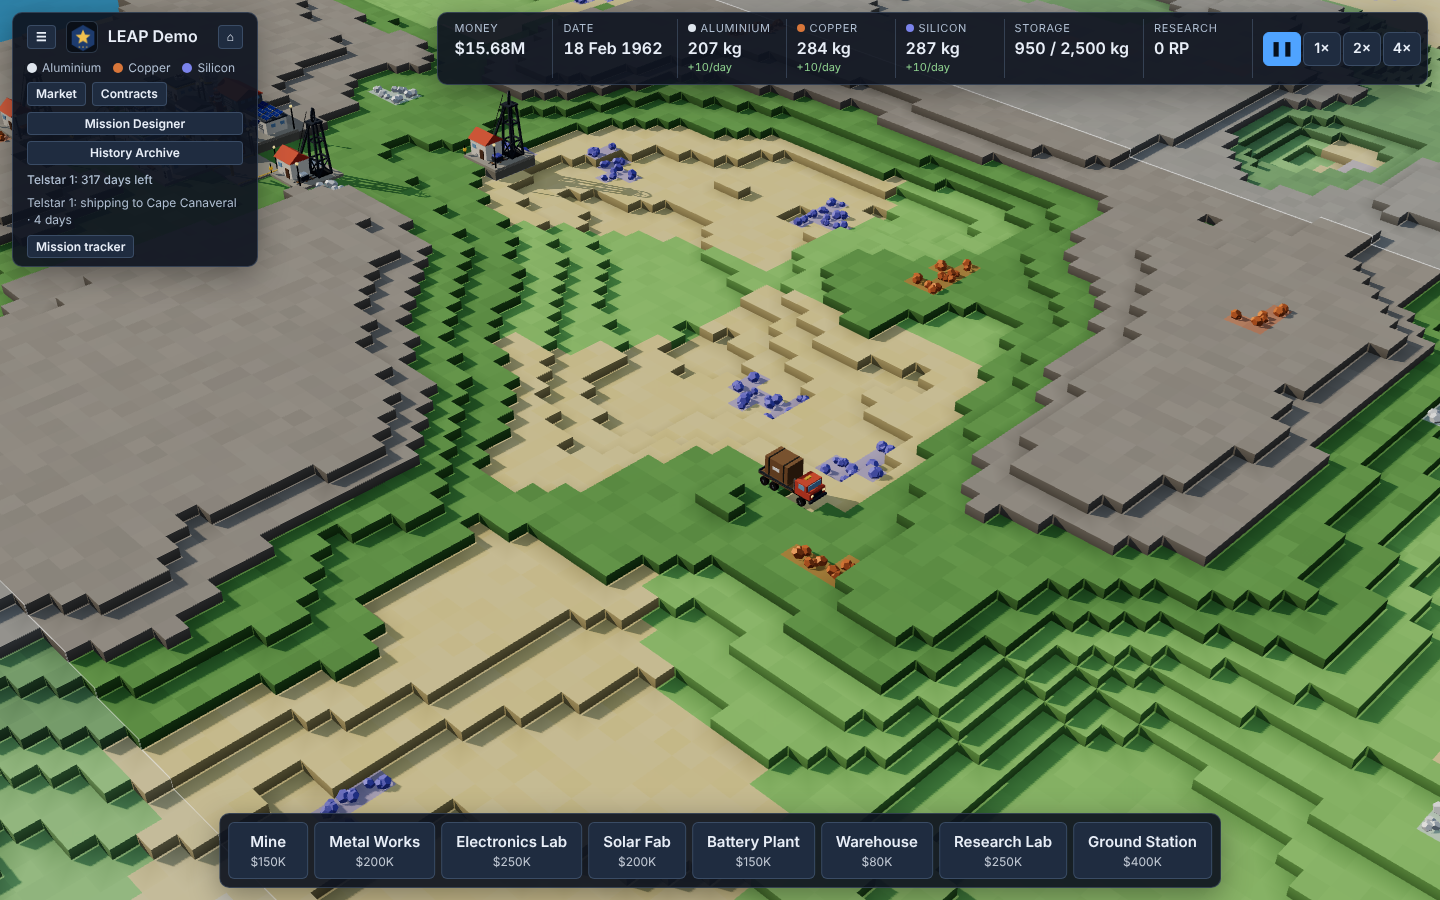 ☰ LEAP Demo ⌂
Aluminium Copper Silicon
Market Contracts
Mission Designer
History Archive
Telstar 1: 317 days left
Telstar 1: shipping to Cape Canaveral
· 4 days
Mission tracker
MONEY DATE ALUMINIUM COPPER SILICON STORAGE RESEARCH
$15.68M 18 Feb 1962 207 kg 284 kg 287 kg 950 / 2,500 kg 0 RP
+10/day +10/day +10/day
❚❚ 1× 2× 4×
Mine Metal Works Electronics Lab Solar Fab Battery Plant Warehouse Research Lab Ground Station
$150K $200K $250K $200K $150K $80K $250K $400K